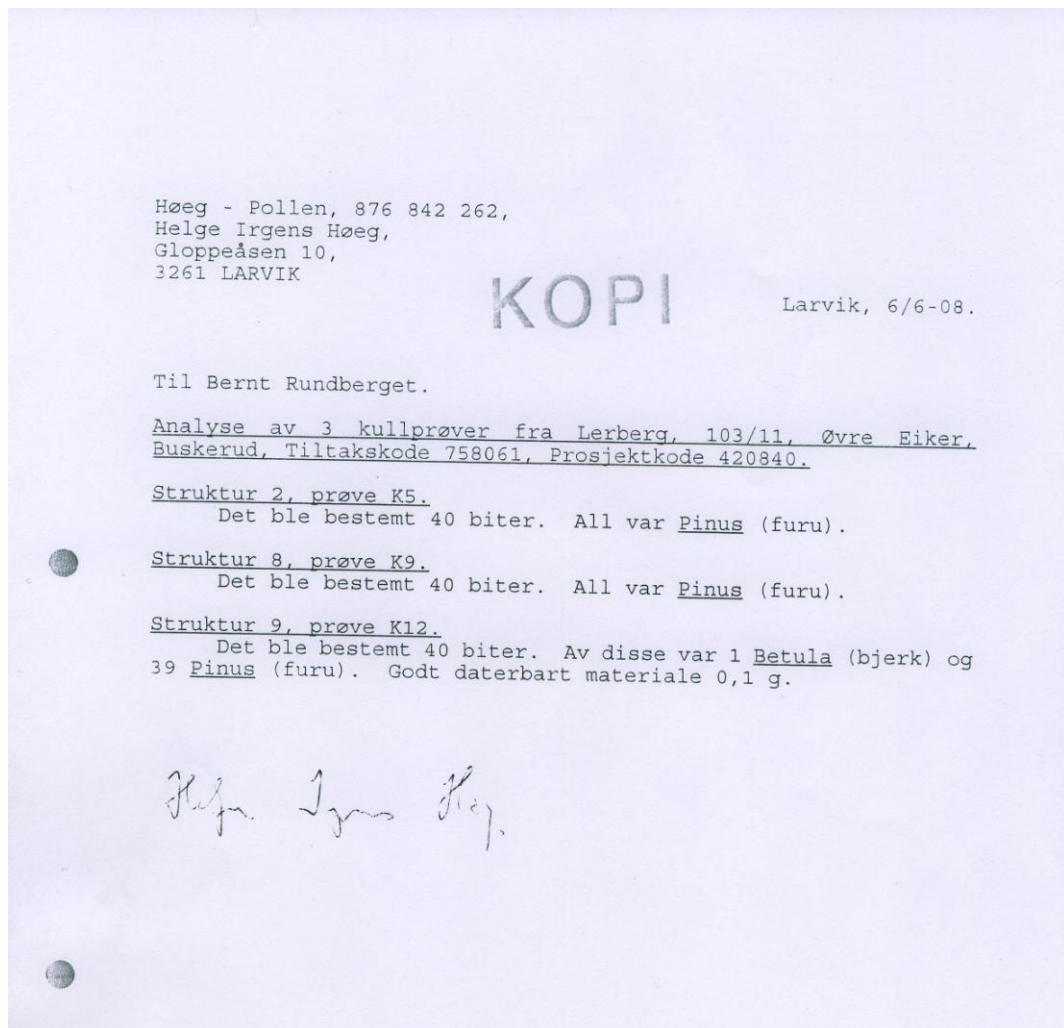 Høeg - Pollen, 876 842 262,
Helge Irgens Høeg,
Gloppeåsen 10,
3261 LARVIK
KOPI
Larvik, 6/6-08.
Til Bernt Rundberget.
Analyse av 3 kullprøver fra Lerberg, 103/11, Øvre Eiker,
Buskerud, Tiltakskode 758061, Prosjektkode 420840.
Struktur 2, prøve K5.
Det ble bestemt 40 biter. All var Pinus (furu).
Struktur 8, prøve K9.
Det ble bestemt 40 biter. All var Pinus (furu).
Struktur 9, prøve K12.
Det ble bestemt 40 biter. Av disse var 1 Betula (bjerk) og
39 Pinus (furu). Godt daterbart materiale 0,1 g.
Helge Irgens Høeg.